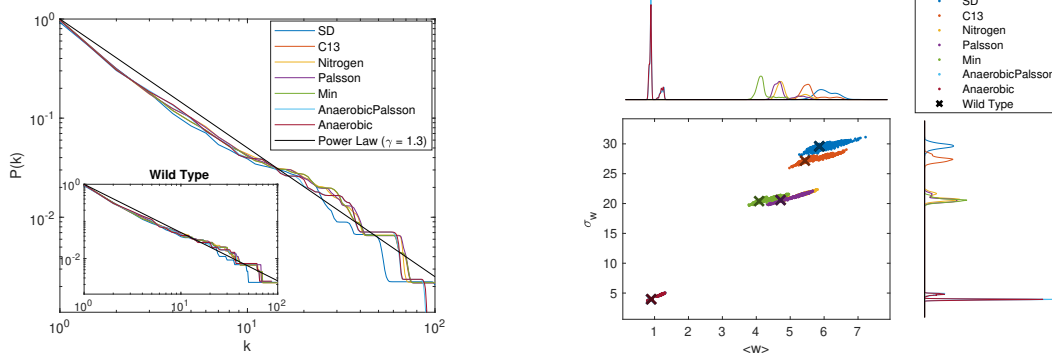 10^0
10^-1
10^-2
P(k)
10^0
10^1
10^2
k
SD
C13
Nitrogen
Palsson
Min
AnaerobicPalsson
Anaerobic
Power Law (γ = 1.3)
Wild Type
10^0
10^-2
10^0
10^1
10^2
SD
C13
Nitrogen
Palsson
Min
AnaerobicPalsson
Anaerobic
Wild Type
30
25
20
15
10
5
σ_w
1 2 3 4 5 6 7
<w>